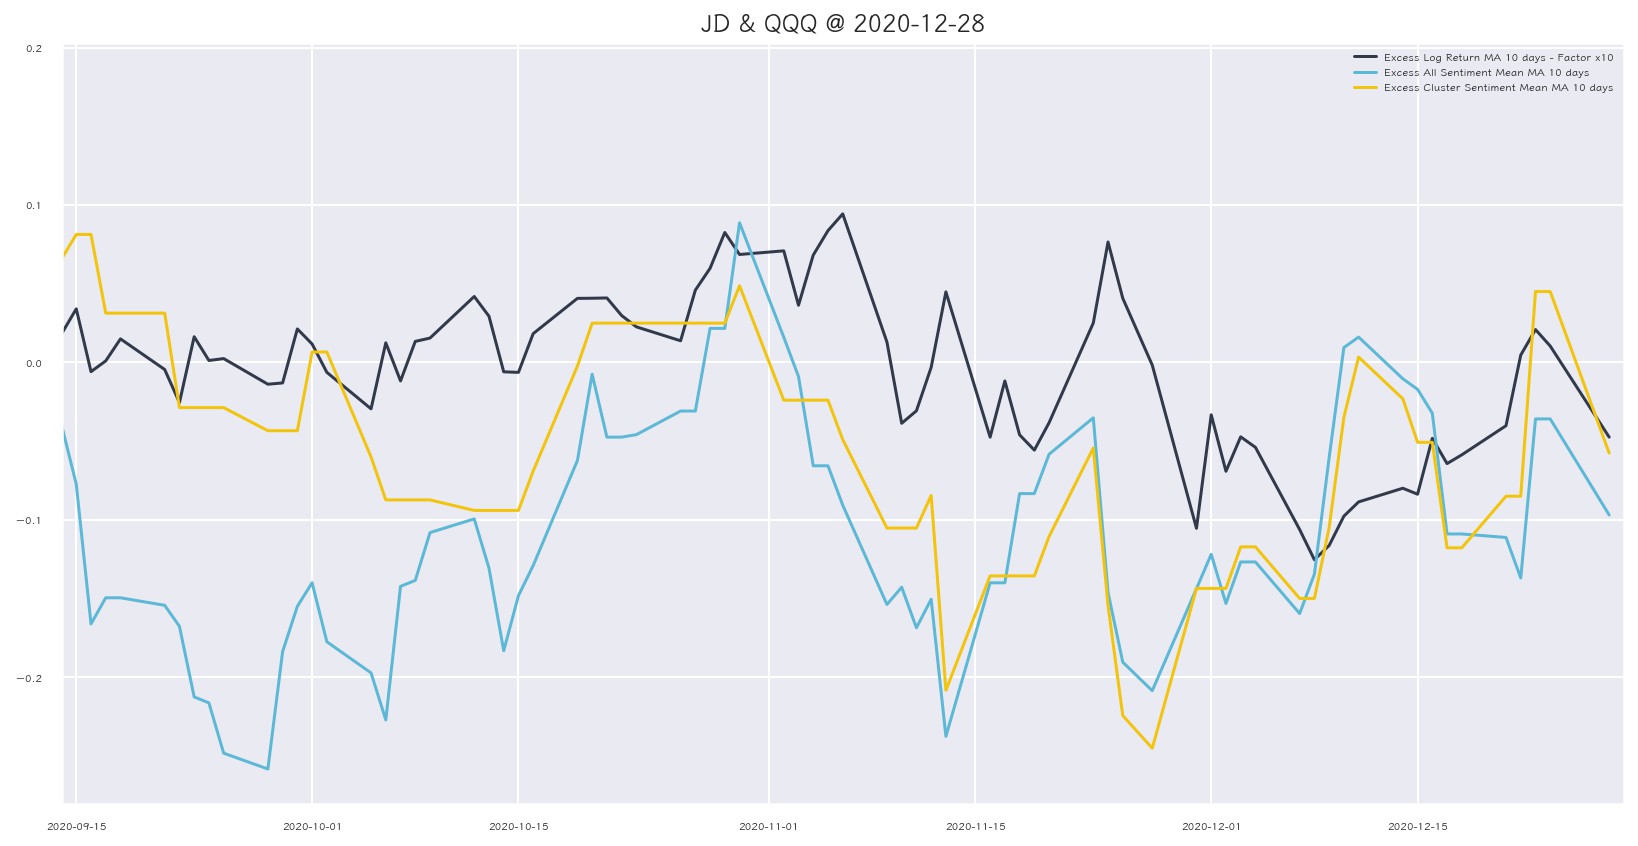 JD & QQQ @ 2020-12-28
Excess Log Return MA 10 days - Factor x10
Excess All Sentiment Mean MA 10 days
Excess Cluster Sentiment Mean MA 10 days
0.2
0.1
0.0
−0.1
−0.2
2020-09-15 2020-10-01 2020-10-15 2020-11-01 2020-11-15 2020-12-01 2020-12-15